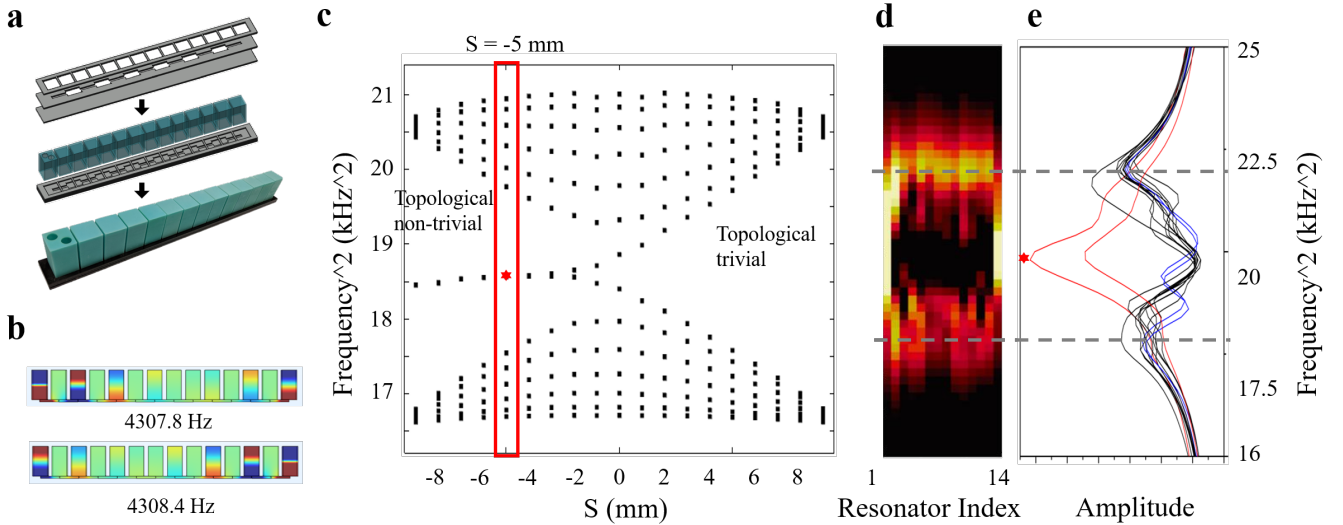 a
b
4307.8 Hz
4308.4 Hz
c
S = -5 mm
Frequency^2 (kHz^2)
21
20
19
18
17
Topological
non-trivial
Topological
trivial
-8
-6
-4
-2
0
2
4
6
8
S (mm)
d
1
14
Resonator Index
e
25
22.5
20
17.5
16
Frequency^2 (kHz^2)
Amplitude